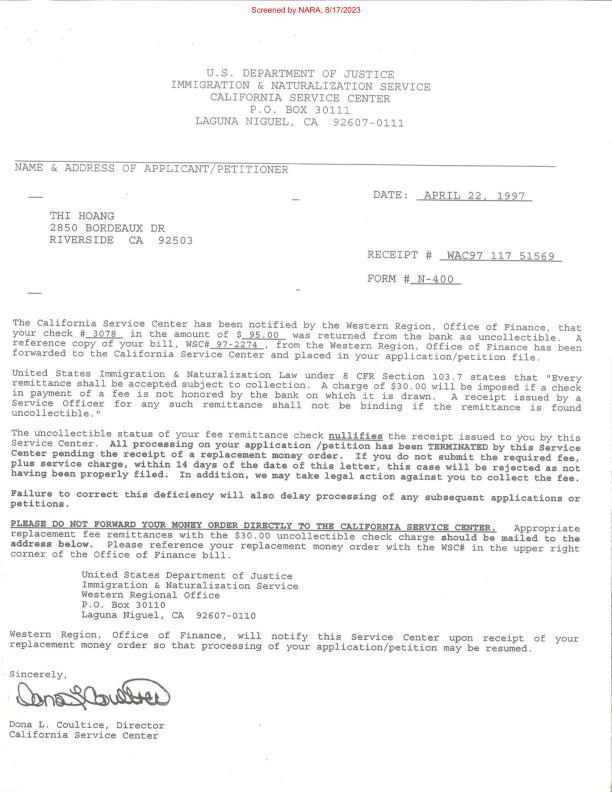 Screened by NARA, 8/17/2023
U.S. DEPARTMENT OF JUSTICE
IMMIGRATION & NATURALIZATION SERVICE
CALIFORNIA SERVICE CENTER
P.O. BOX 30111
LAGUNA NIGUEL, CA 92607-0111
NAME & ADDRESS OF APPLICANT/PETITIONER
DATE: APRIL 22, 1997
THI HOANG
2850 BORDEAUX DR
RIVERSIDE CA 92503
RECEIPT # WAC97 117 51569
FORM # N-400
The California Service Center has been notified by the Western Region, Office of Finance, that
your check # 3078 in the amount of $ 95.00 was returned from the bank as uncollectible. A
reference copy of your bill, WSC# 97-2274 , from the Western Region, Office of Finance has been
forwarded to the California Service Center and placed in your application/petition file.
United States Immigration & Naturalization Law under 8 CFR Section 103.7 states that "Every
remittance shall be accepted subject to collection. A charge of $30.00 will be imposed if a check
in payment of a fee is not honored by the bank on which it is drawn. A receipt issued by a
Service Officer for any such remittance shall not be binding if the remittance is found
uncollectible."
The uncollectible status of your fee remittance check nullifies the receipt issued to you by this
Service Center. All processing on your application /petition has been TERMINATED by this Service
Center pending the receipt of a replacement money order. If you do not submit the required fee,
plus service charge, within 14 days of the date of this letter, this case will be rejected as not
having been properly filed. In addition, we may take legal action against you to collect the fee.
Failure to correct this deficiency will also delay processing of any subsequent applications or
petitions.
PLEASE DO NOT FORWARD YOUR MONEY ORDER DIRECTLY TO THE CALIFORNIA SERVICE CENTER. Appropriate
replacement fee remittances with the $30.00 uncollectible check charge should be mailed to the
address below. Please reference your replacement money order with the WSC# in the upper right
corner of the Office of Finance bill.
United States Department of Justice
Immigration & Naturalization Service
Western Regional Office
P.O. Box 30110
Laguna Niguel, CA 92607-0110
Western Region, Office of Finance, will notify this Service Center upon receipt of your
replacement money order so that processing of your application/petition may be resumed.
Sincerely,
Dona L Coultice
Dona L. Coultice, Director
California Service Center